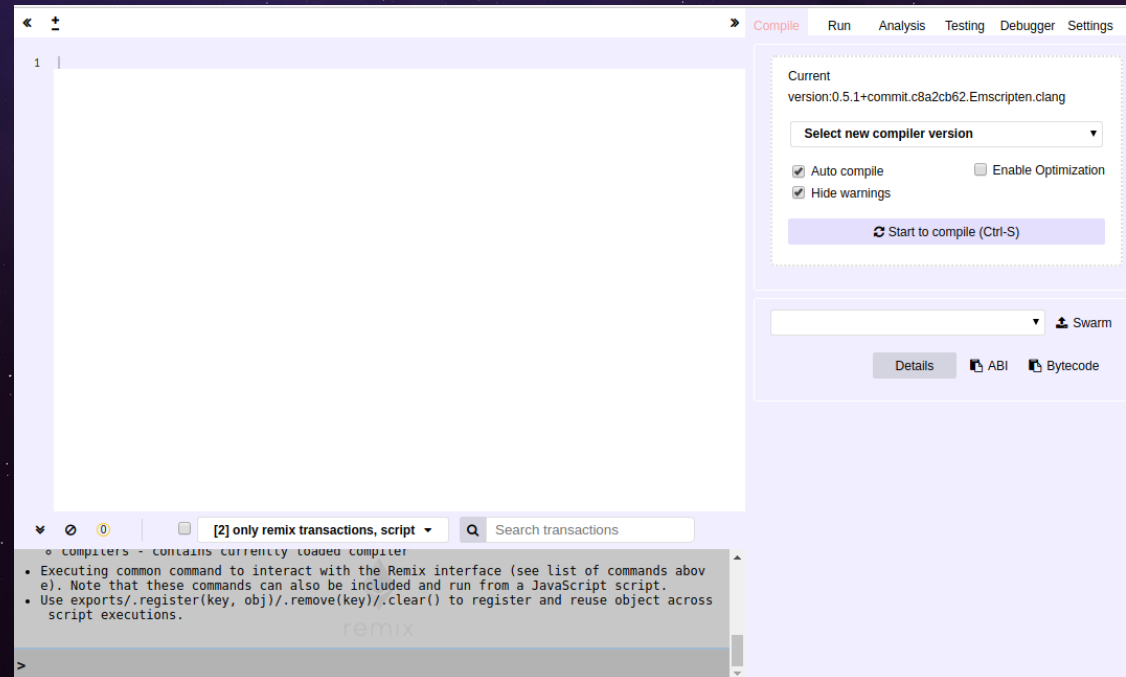 Compile Run Analysis Testing Debugger Settings
1
Current
version:0.5.1+commit.c8a2cb62.Emscripten.clang
Select new compiler version
Auto compile Enable Optimization
Hide warnings
Start to compile (Ctrl-S)
Swarm
Details ABI Bytecode
0 [2] only remix transactions, script Search transactions
compilers - contains currently loaded compiler
Executing common command to interact with the Remix interface (see list of commands abov
e). Note that these commands can also be included and run from a JavaScript script.
Use exports/.register(key, obj)/.remove(key)/.clear() to register and reuse object across
script executions.
remix
>